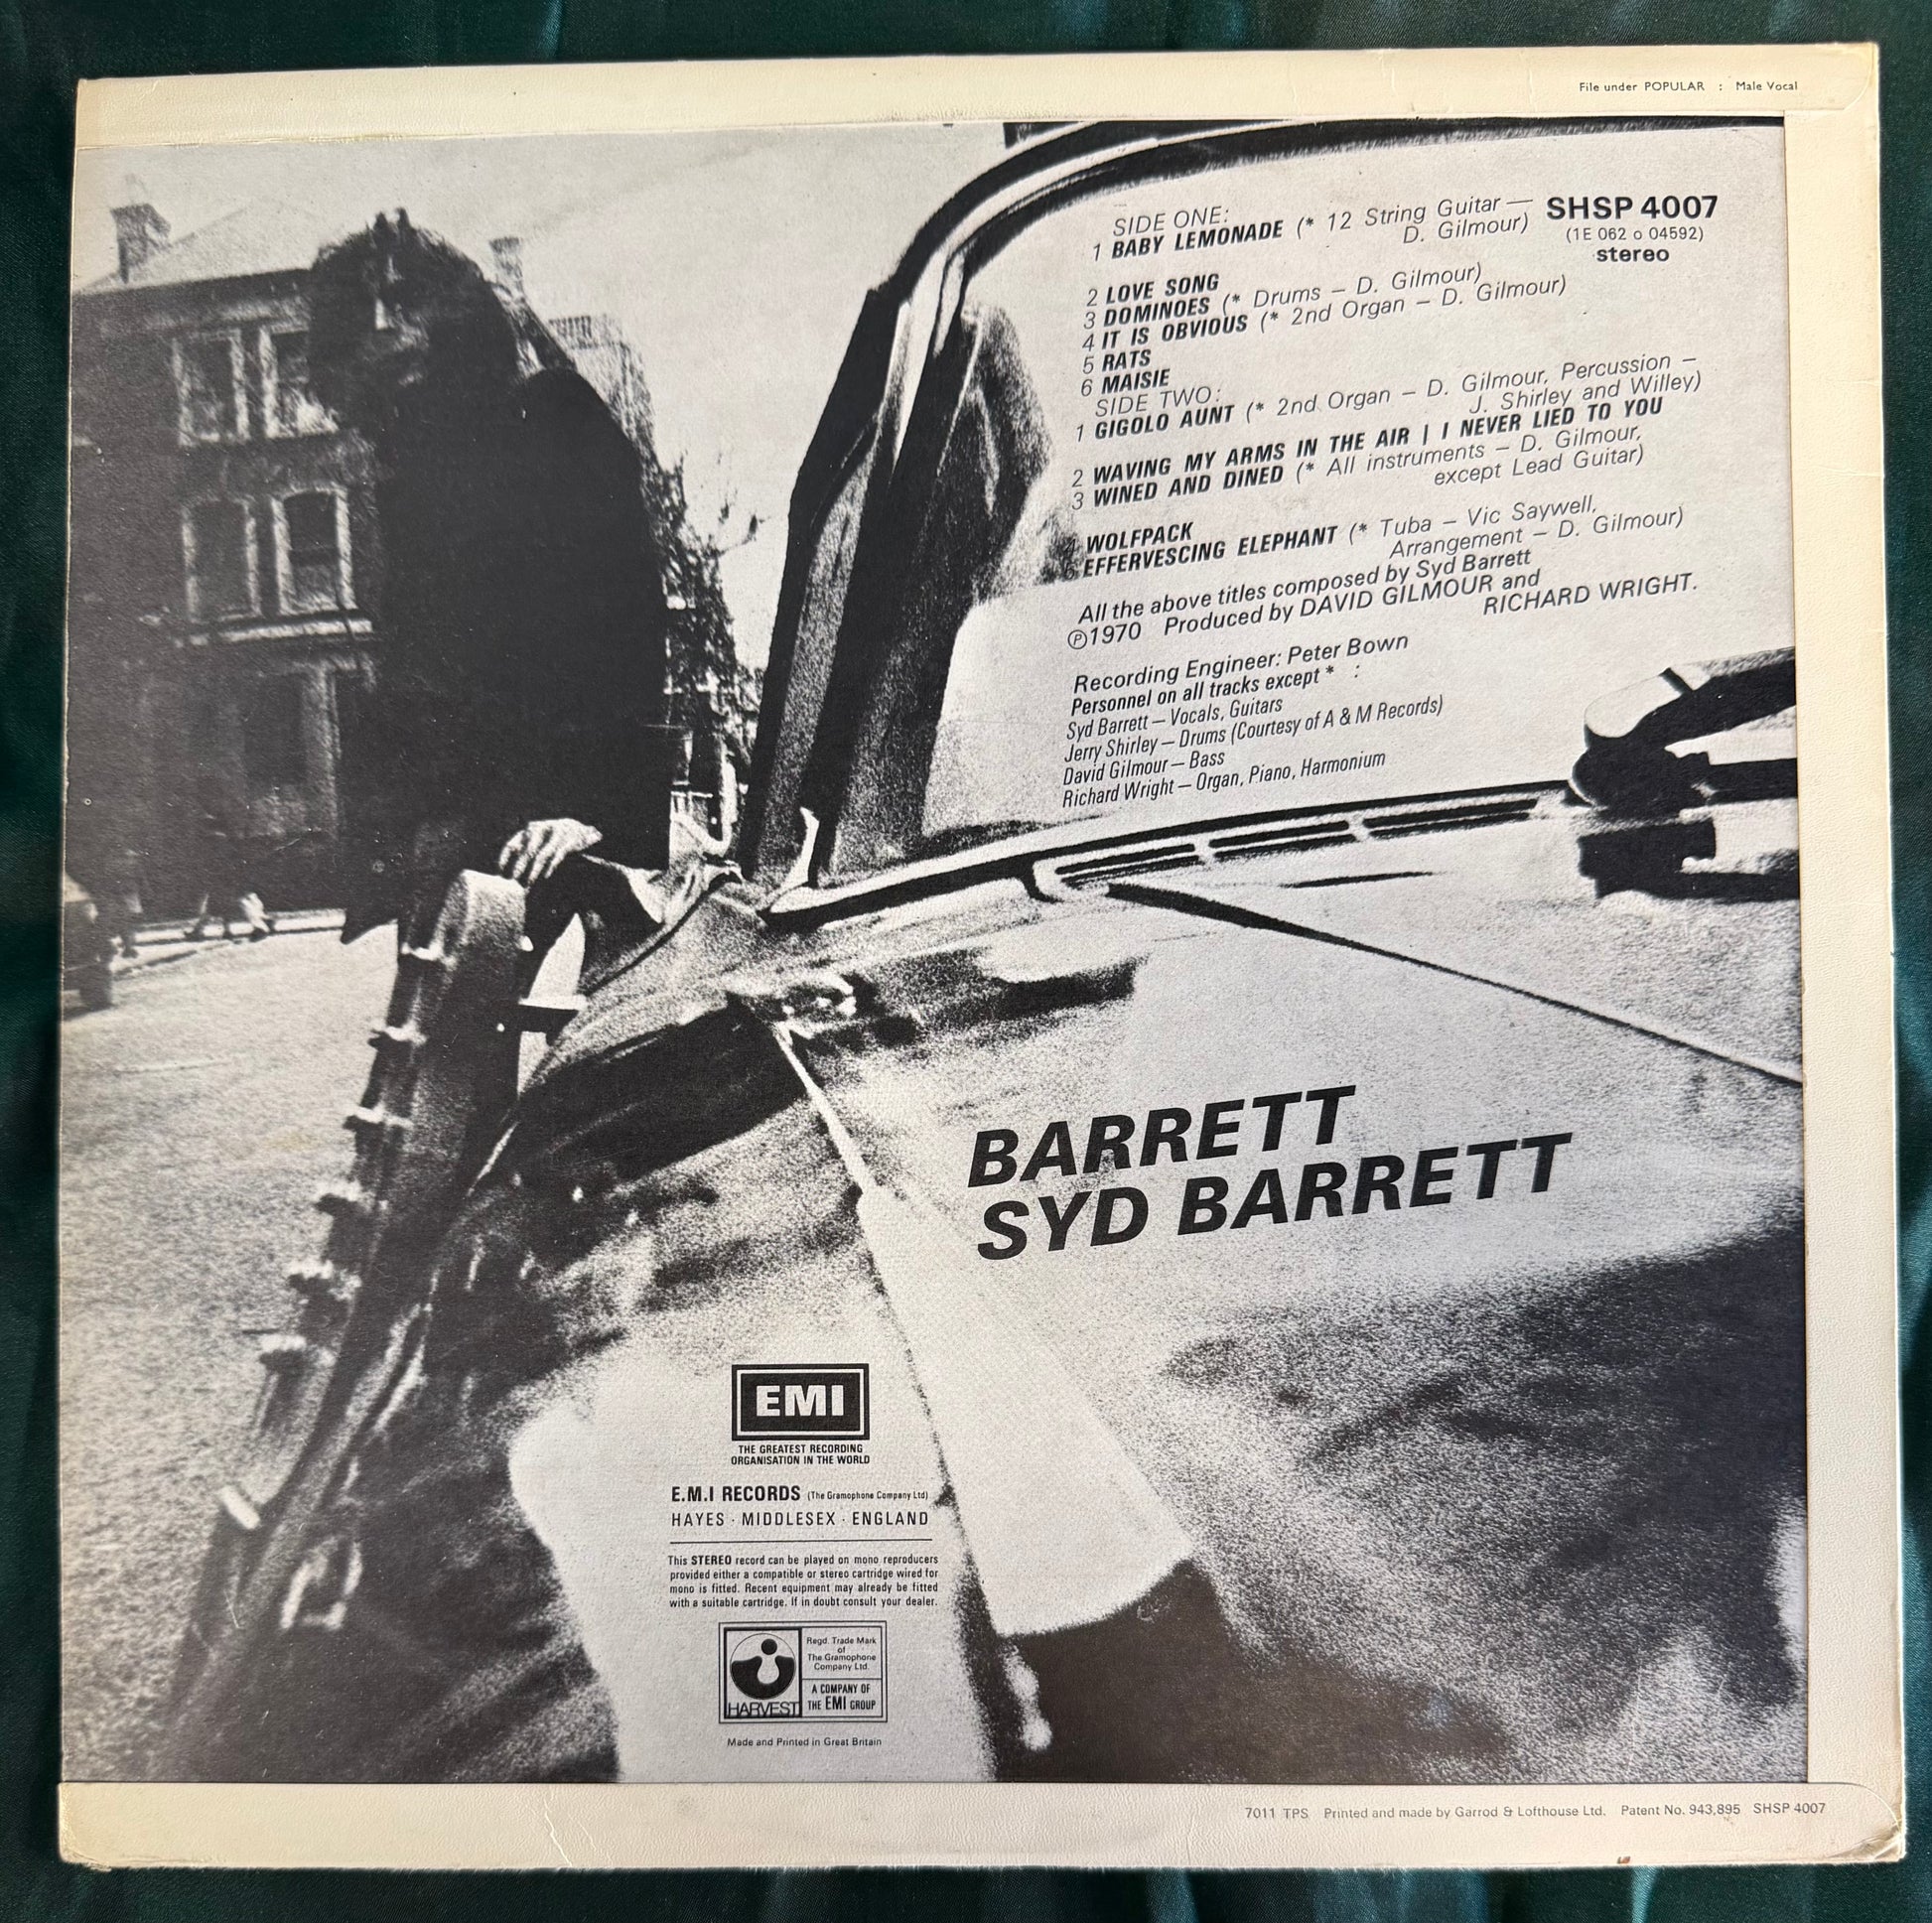 File under POPULAR : Male Vocal
SHSP 4007
(1E 062 o 04592)
stereo
SIDE ONE:
1 BABY LEMONADE (* 12 String Guitar —
D. Gilmour)
2 LOVE SONG
3 DOMINOES (* Drums – D. Gilmour)
4 IT IS OBVIOUS (* 2nd Organ – D. Gilmour)
5 RATS
6 MAISIE
SIDE TWO:
1 GIGOLO AUNT (* 2nd Organ – D. Gilmour, Percussion –
J. Shirley and Willey)
2 WAVING MY ARMS IN THE AIR | I NEVER LIED TO YOU
3 WINED AND DINED (* All instruments – D. Gilmour,
except Lead Guitar)
WOLFPACK
EFFERVESCING ELEPHANT (* Tuba – Vic Saywell,
Arrangement – D. Gilmour)
All the above titles composed by Syd Barrett
℗1970 Produced by DAVID GILMOUR and
RICHARD WRIGHT.
Recording Engineer: Peter Bown
Personnel on all tracks except * :
Syd Barrett – Vocals, Guitars
Jerry Shirley – Drums (Courtesy of A & M Records)
David Gilmour – Bass
Richard Wright – Organ, Piano, Harmonium
BARRETT
SYD BARRETT
EMI
THE GREATEST RECORDING
ORGANISATION IN THE WORLD
E.M.I RECORDS (The Gramophone Company Ltd)
HAYES · MIDDLESEX · ENGLAND
This STEREO record can be played on mono reproducers
provided either a compatible or stereo cartridge wired for
mono is fitted. Recent equipment may already be fitted
with a suitable cartridge. If in doubt consult your dealer.
HARVEST
Regd. Trade Mark
of
The Gramophone
Company Ltd.
A COMPANY OF
THE EMI GROUP
Made and Printed in Great Britain
7011 TPS Printed and made by Garrod & Lofthouse Ltd. Patent No. 943,895 SHSP 4007